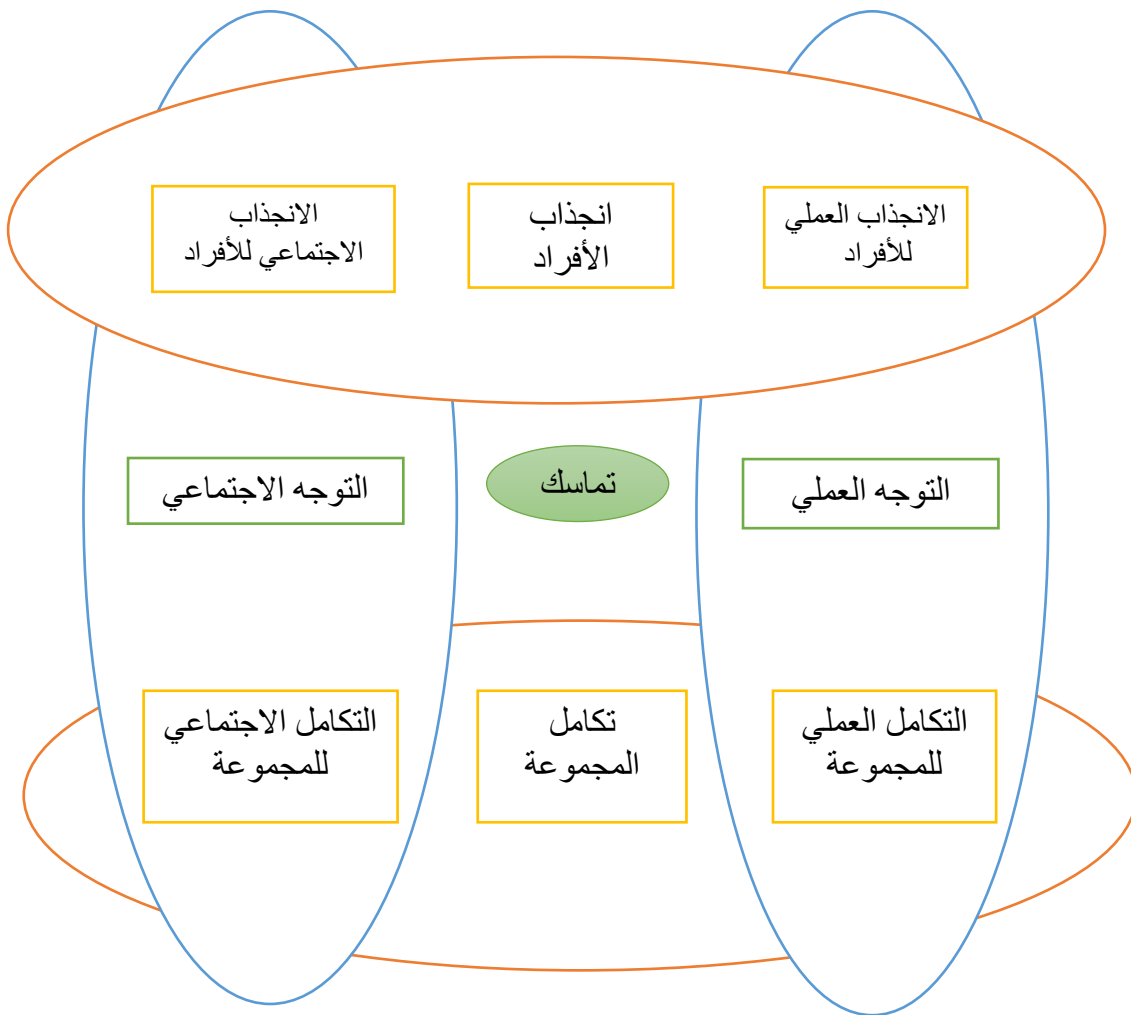 الانجذاب العملي
للأفراد
انجذاب
الأفراد
الانجذاب
الاجتماعي للأفراد
التوجه العملي
تماسك
التوجه الاجتماعي
التكامل العملي
للمجموعة
تكامل
المجموعة
التكامل الاجتماعي
للمجموعة